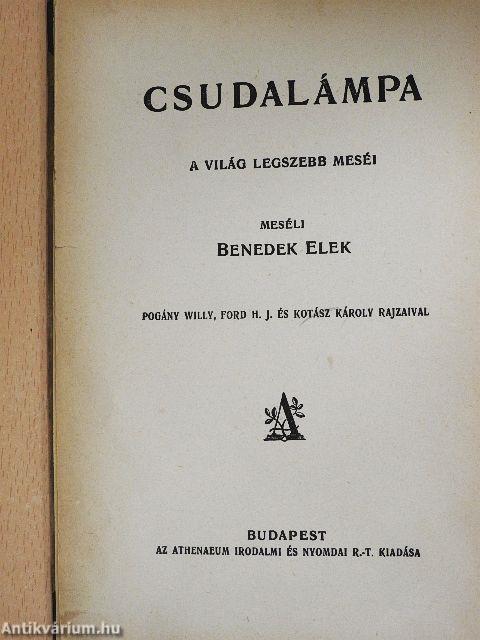 CSUDALÁMPA
A VILÁG LEGSZEBB MESÉI
MESÉLI
BENEDEK ELEK
POGÁNY WILLY, FORD H. J. ÉS KOTÁSZ KÁROLY RAJZAIVAL
A
BUDAPEST
AZ ATHENAEUM IRODALMI ÉS NYOMDAI R.-T. KIADÁSA
Antikvárium.hu